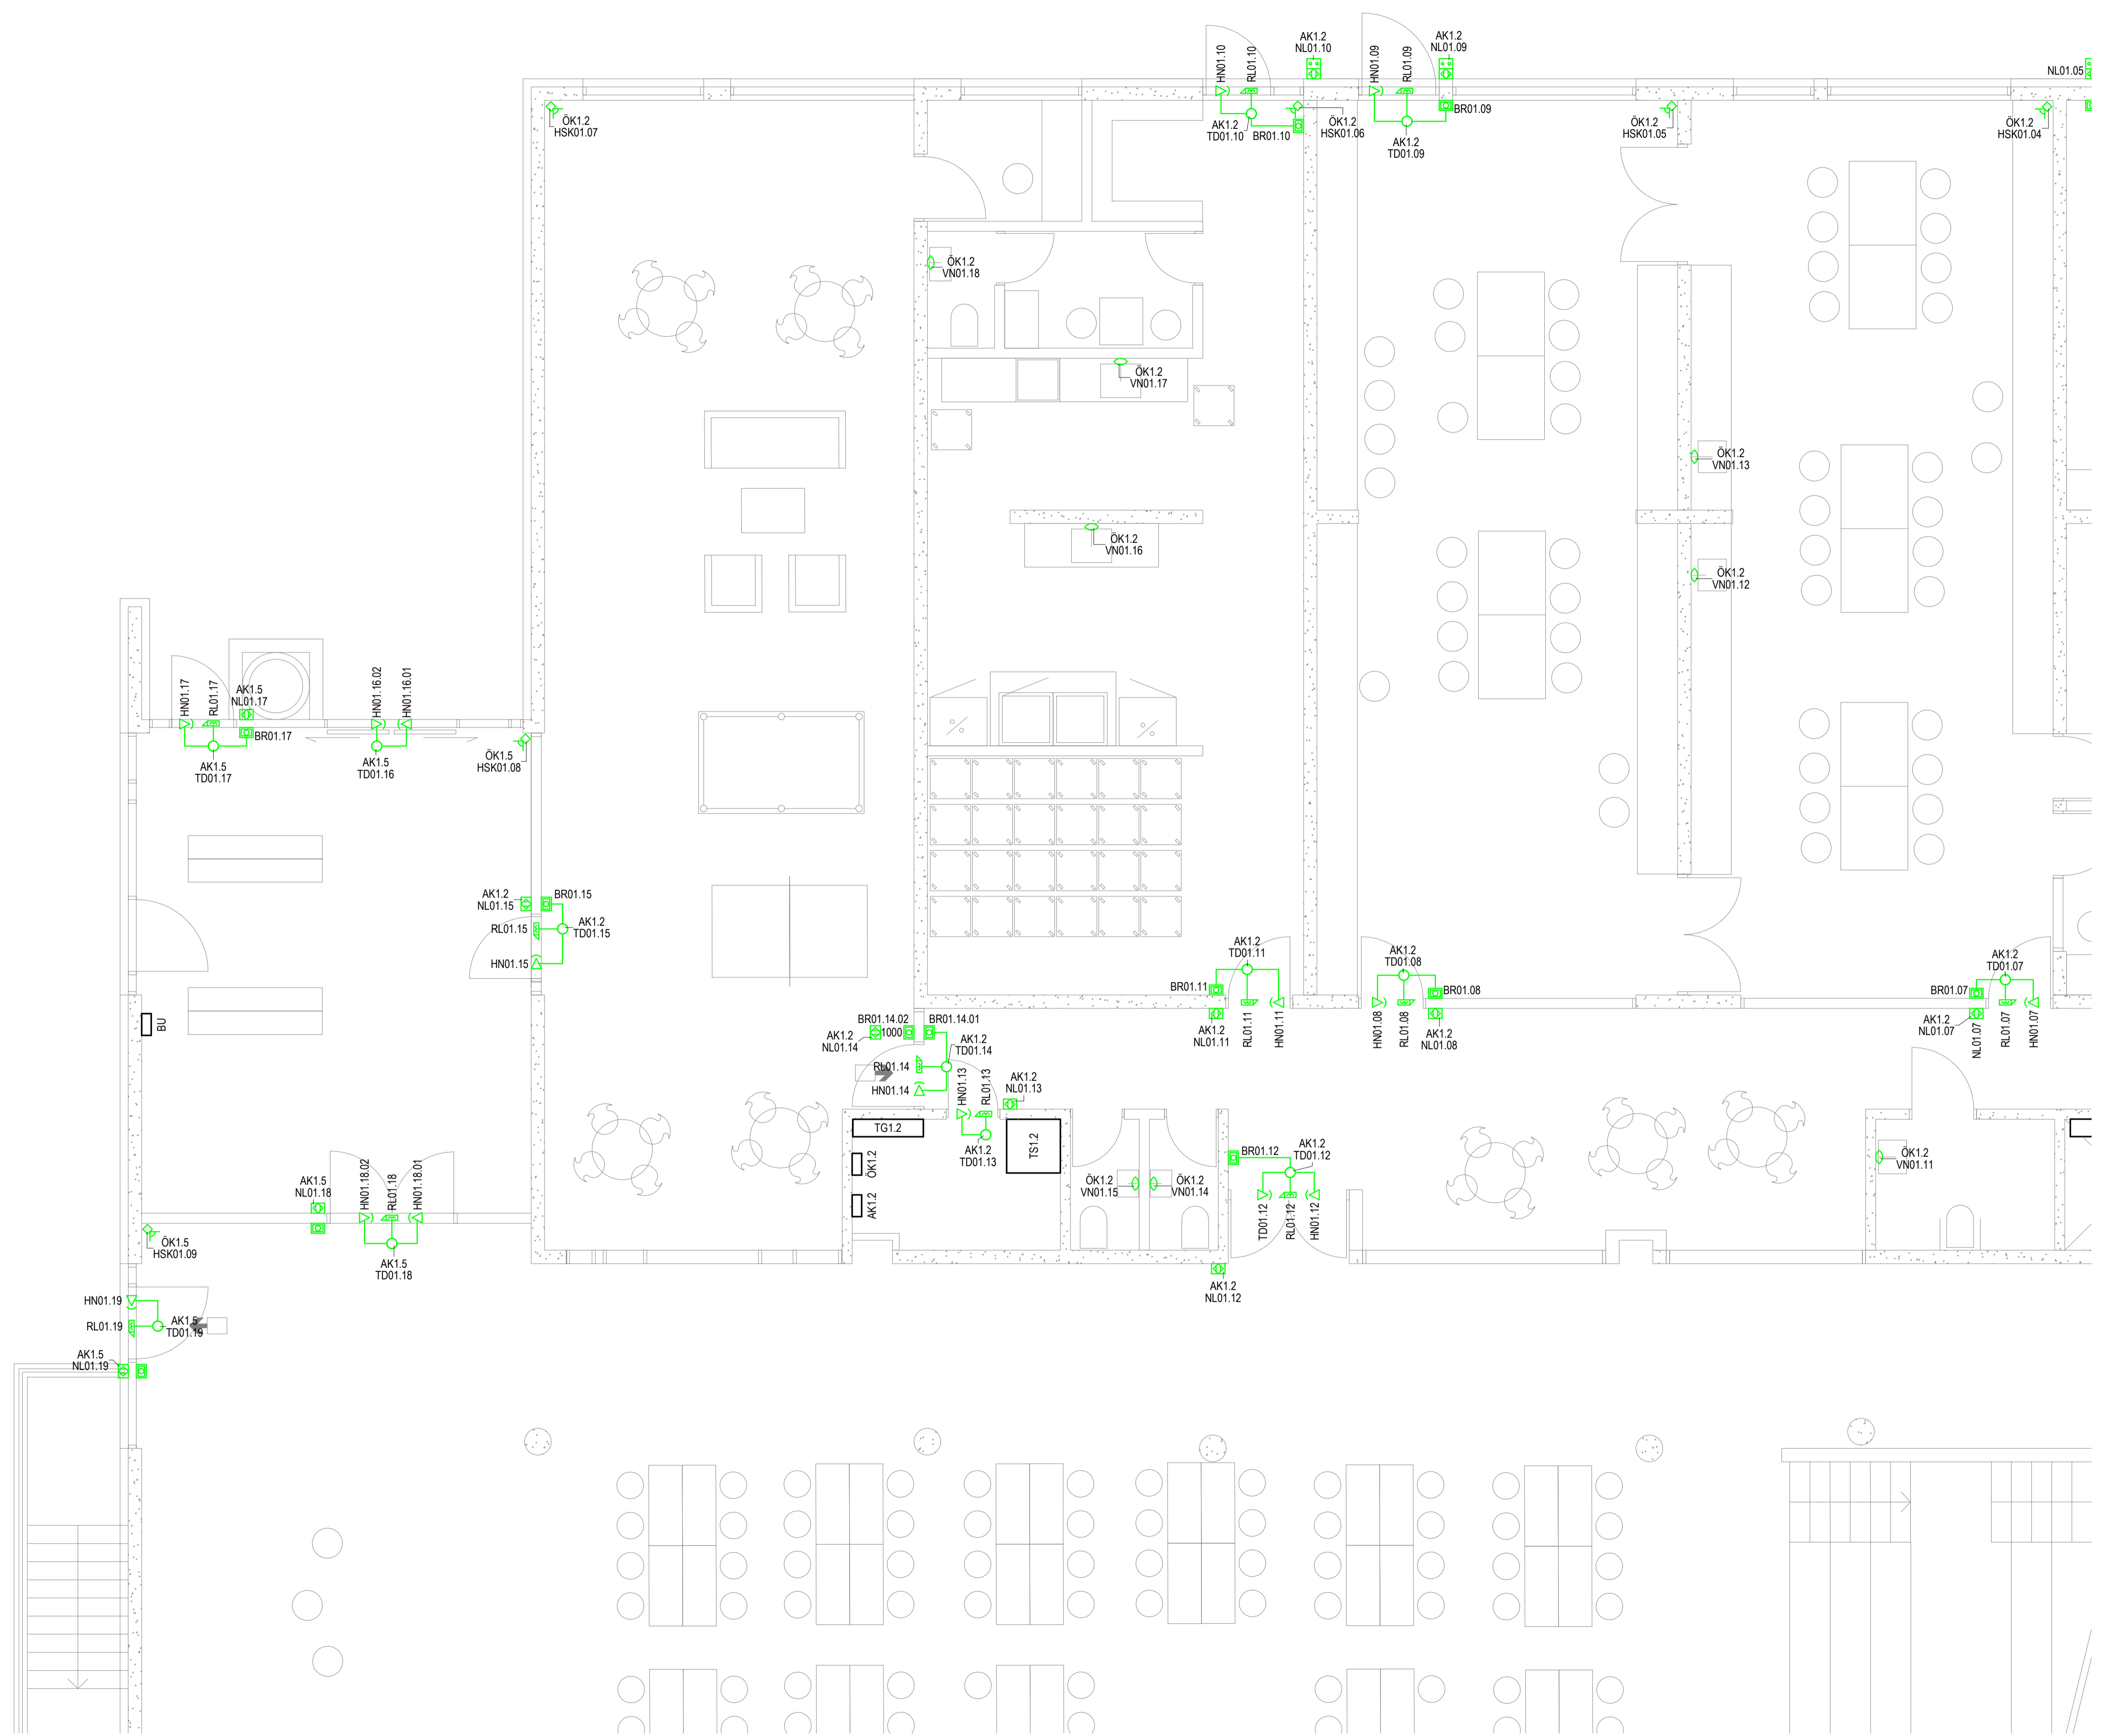 HN01.10
RL01.10
AK1.2
NL01.10
HN01.09
RL01.09
AK1.2
NL01.09
NL01.05
ÖK1.2
HSK01.07
AK1.2
TD01.10
BR01.10
ÖK1.2
HSK01.06
AK1.2
TD01.09
BR01.09
ÖK1.2
HSK01.05
ÖK1.2
HSK01.04
ÖK1.2
VN01.18
ÖK1.2
VN01.17
ÖK1.2
VN01.13
ÖK1.2
VN01.16
ÖK1.2
VN01.12
HN01.17
RL01.17
AK1.5
NL01.17
BR01.17
HN01.16.02
HN01.16.01
AK1.5
TD01.17
AK1.5
TD01.16
ÖK1.5
HSK01.08
AK1.2
NL01.15
BR01.15
RL01.15
AK1.2
TD01.15
HN01.15
BU
BR01.14.02
1000
BR01.14.01
AK1.2
NL01.14
AK1.2
TD01.14
RL01.14
HN01.14
HN01.13
RL01.13
AK1.2
NL01.13
AK1.2
TD01.13
TG1.2
ÖK1.2
AK1.2
TS1.2
AK1.2
TD01.11
BR01.11
AK1.2
NL01.11
RL01.11
HN01.11
AK1.2
TD01.08
BR01.08
HN01.08
RL01.08
AK1.2
NL01.08
AK1.2
TD01.07
BR01.07
AK1.2
NL01.07
NL01.07
RL01.07
HN01.07
ÖK1.2
VN01.15
ÖK1.2
VN01.14
BR01.12
AK1.2
TD01.12
TD01.12
RL01.12
HN01.12
AK1.2
NL01.12
ÖK1.2
VN01.11
AK1.5
NL01.18
HN01.18.02
RL01.18
HN01.18.01
AK1.5
TD01.18
ÖK1.5
HSK01.09
HN01.19
RL01.19
AK1.5
TD01.19
AK1.5
NL01.19